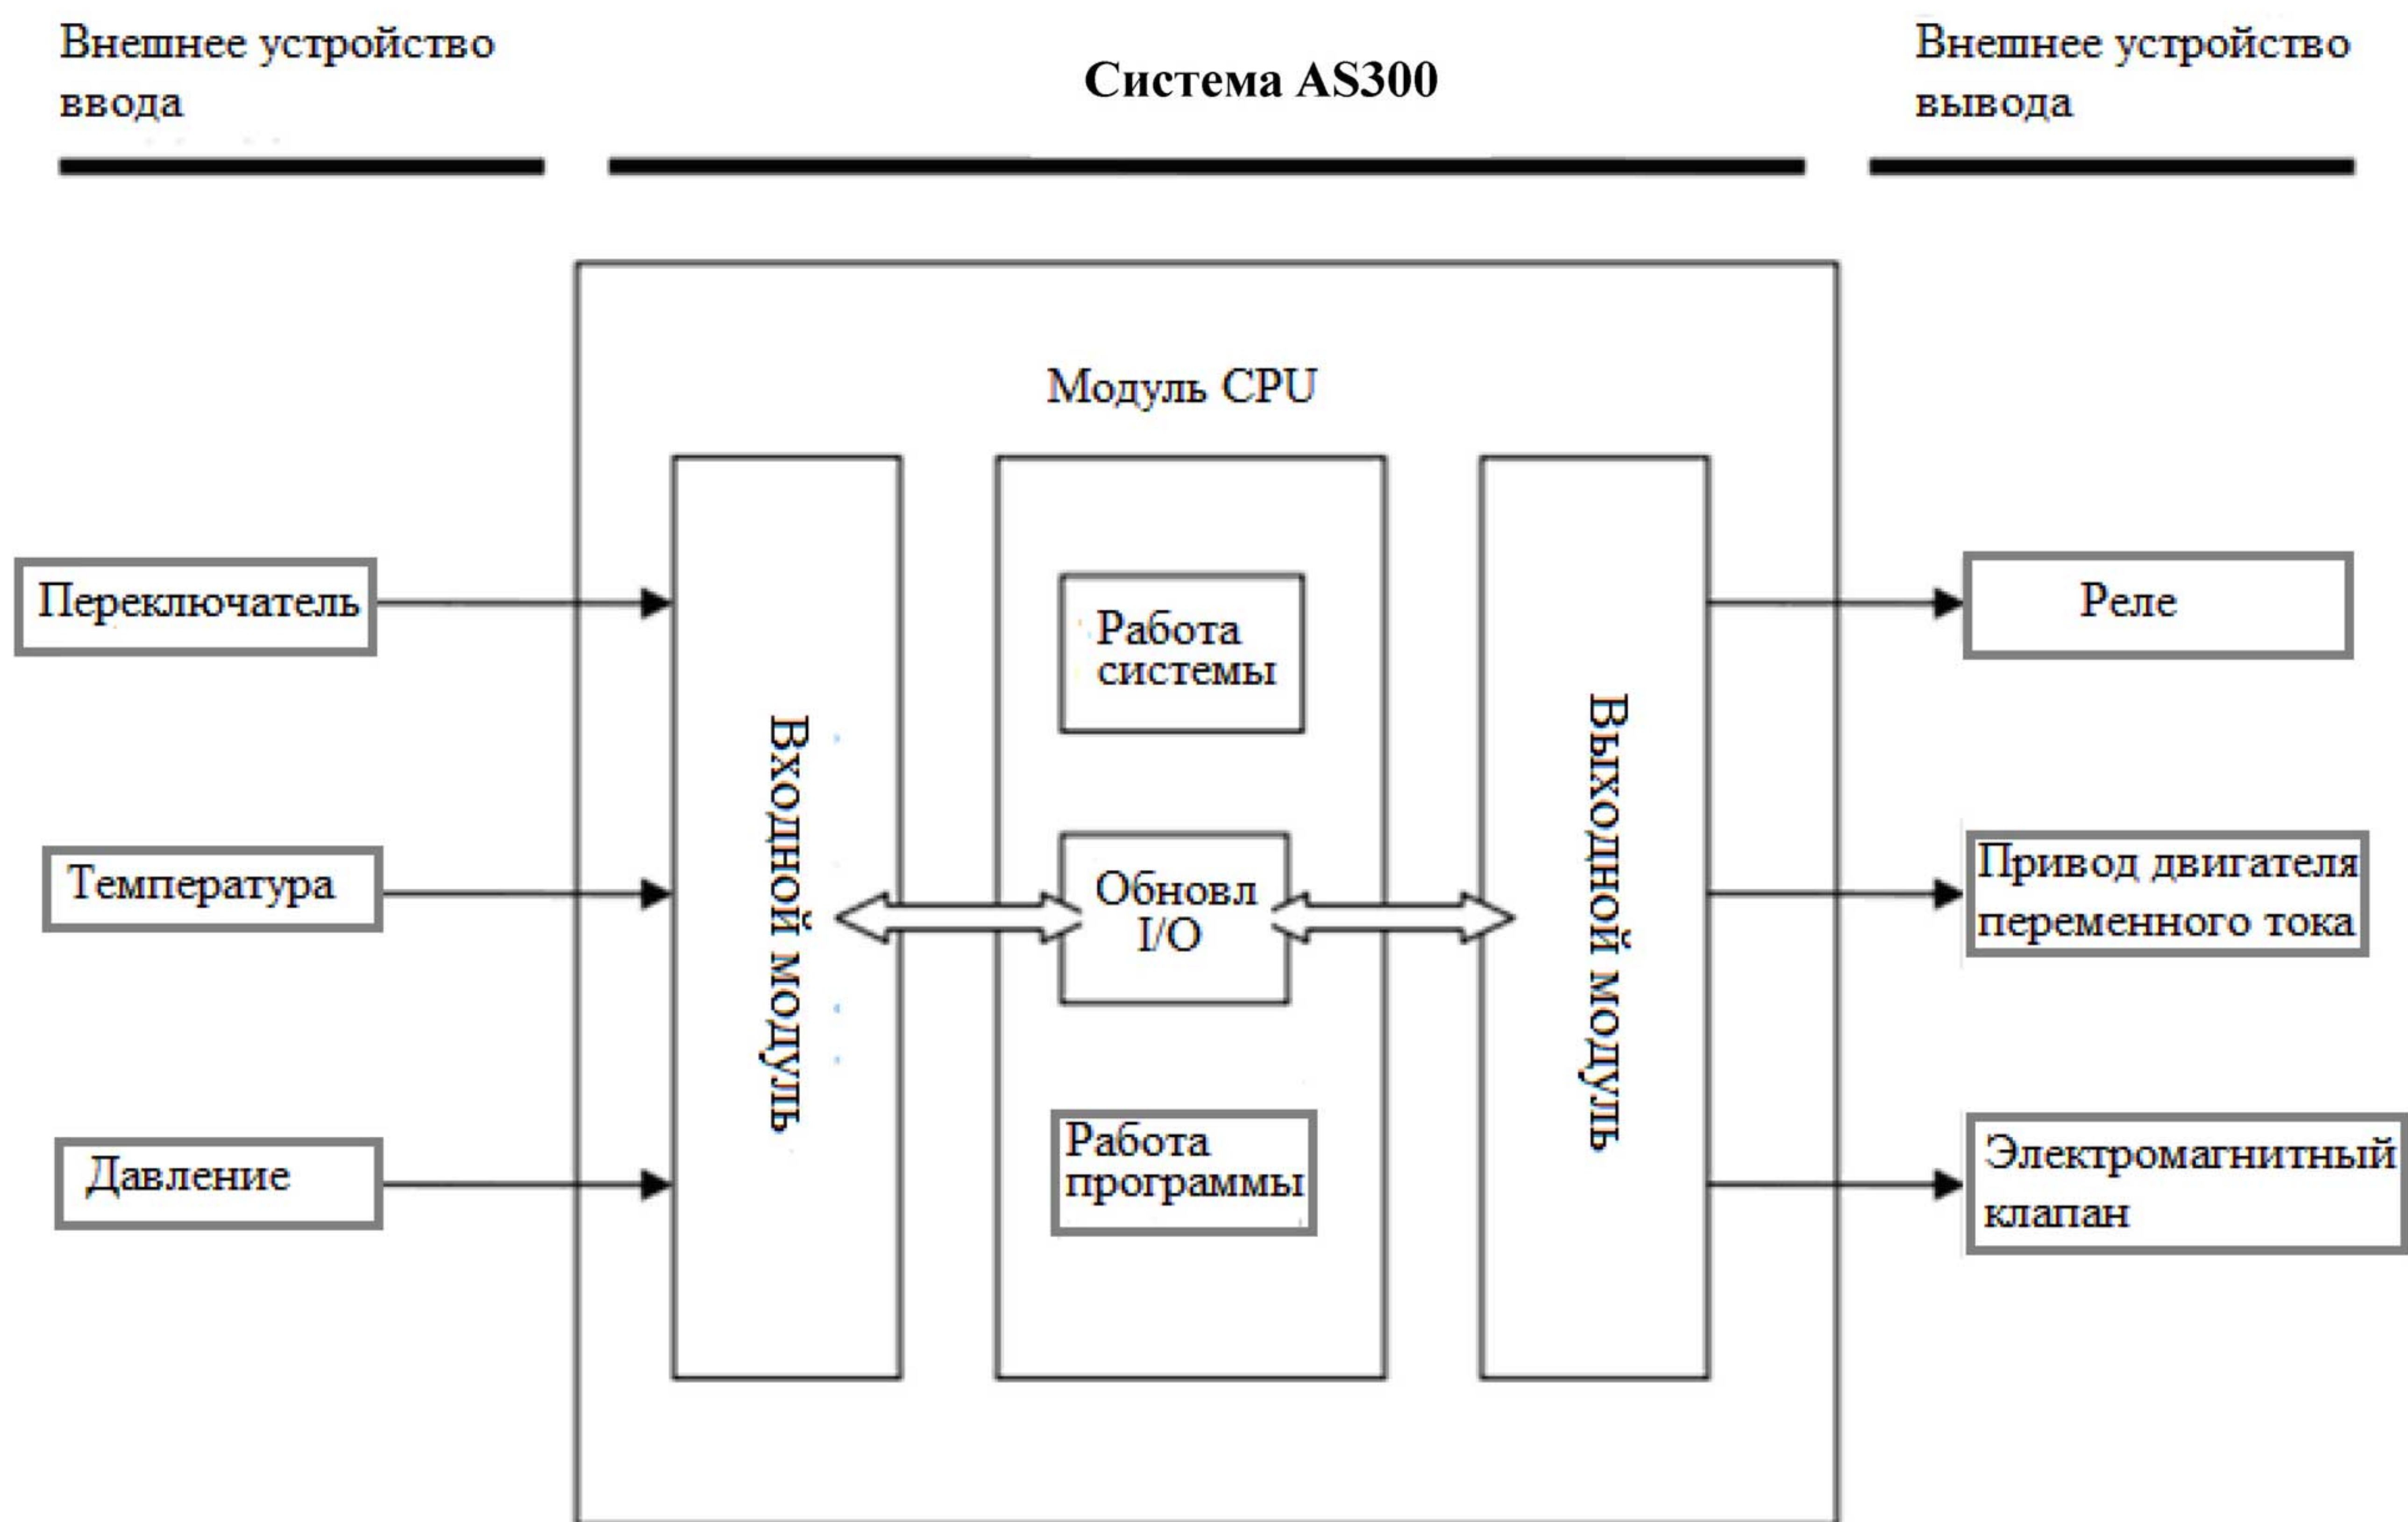 Внешнее устройство
ввода
Система AS300
Внешнее устройство
вывода
Модуль CPU
Переключатель
Температура
Давление
Входной модуль
Работа
системы
Обновл
I/O
Работа
программы
Выходной модуль
Реле
Привод двигателя
переменного тока
Электромагнитный
клапан